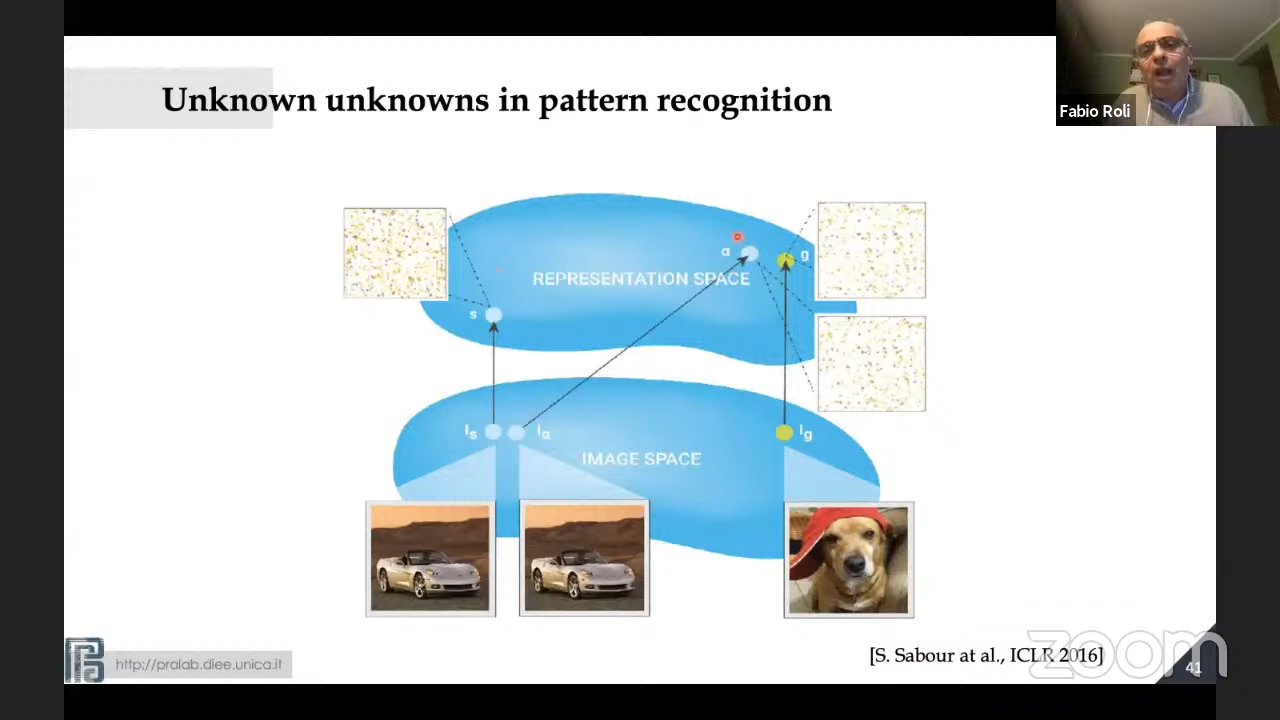 Unknown unknowns in pattern recognition
Fabio Roli
α
g
REPRESENTATION SPACE
s
Is
Iα
Ig
IMAGE SPACE
[S. Sabour at al., ICLR 2016]
zoom
http://pralab.diee.unica.it
41